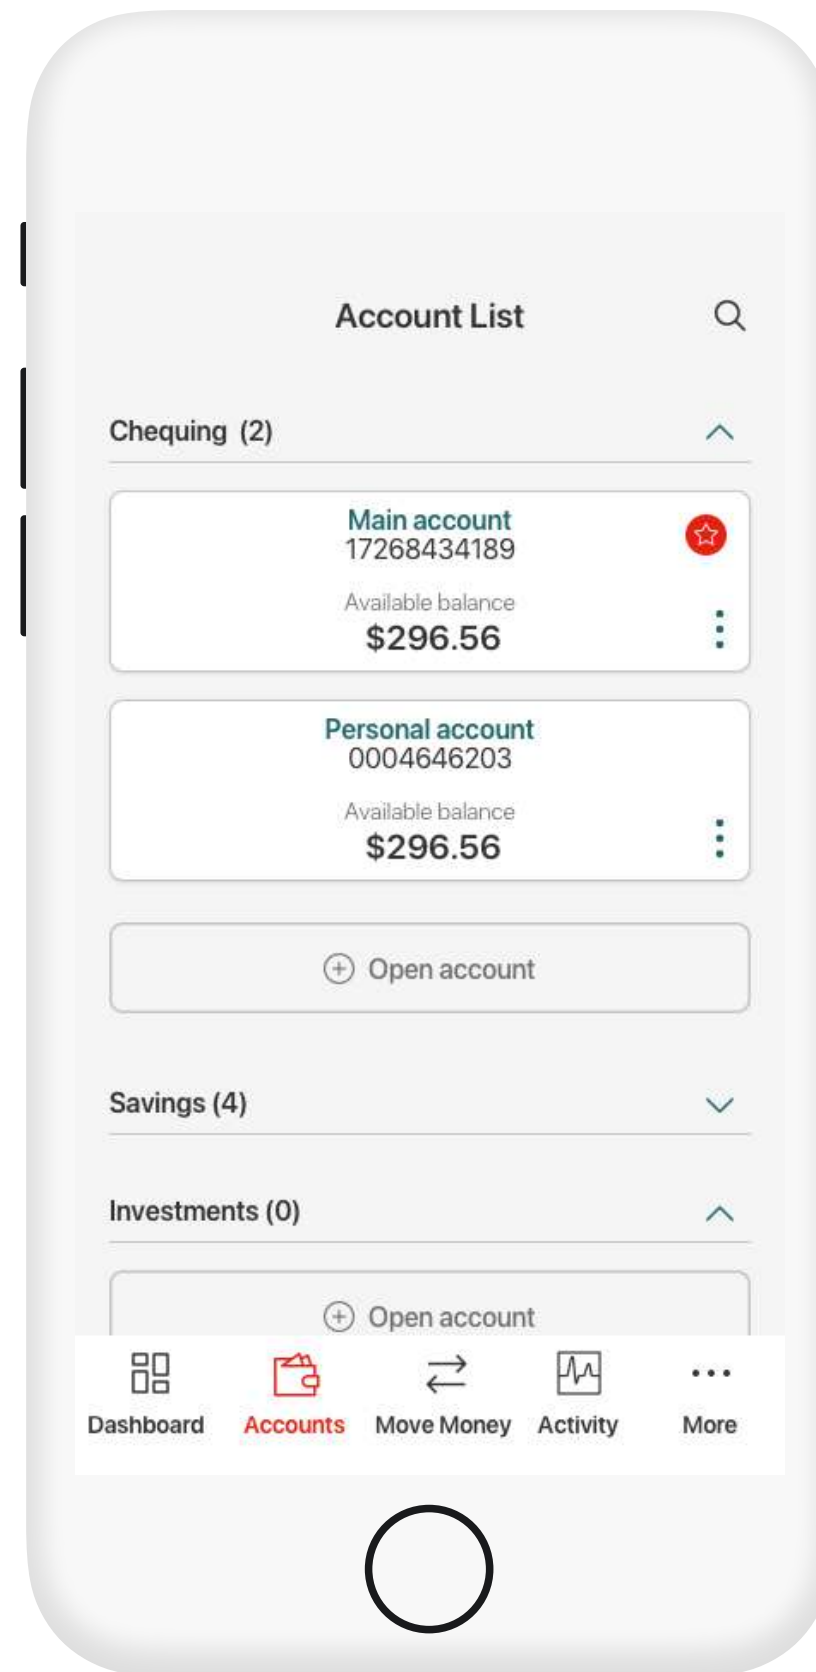 Account List
Chequing (2)
Main account
17268434189
Available balance
$296.56
Personal account
0004646203
Available balance
$296.56
Open account
Savings (4)
Investments (0)
Open account
Dashboard Accounts Move Money Activity More